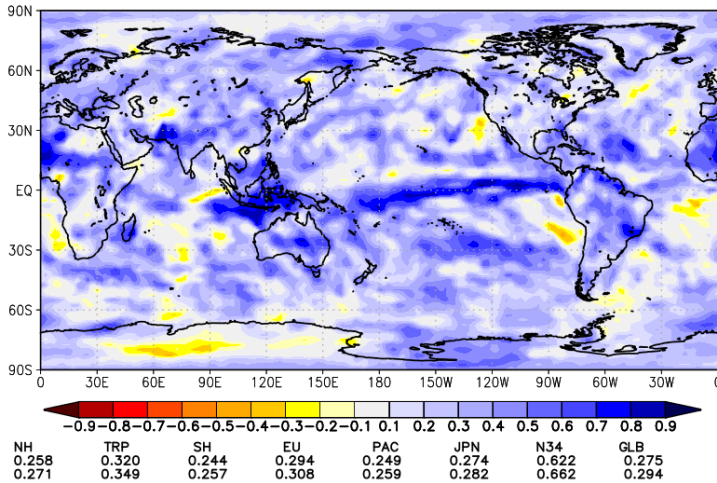 90N
60N
30N
EQ
30S
60S
90S
0 30E 60E 90E 120E 150E 180 150W 120W 90W 60W 30W 0
-0.9 -0.8 -0.7 -0.6 -0.5 -0.4 -0.3 -0.2 -0.1 0.1 0.2 0.3 0.4 0.5 0.6 0.7 0.8 0.9
NH TRP SH EU PAC JPN N34 GLB
0.258 0.320 0.244 0.294 0.249 0.274 0.622 0.275
0.271 0.349 0.257 0.308 0.259 0.282 0.662 0.294